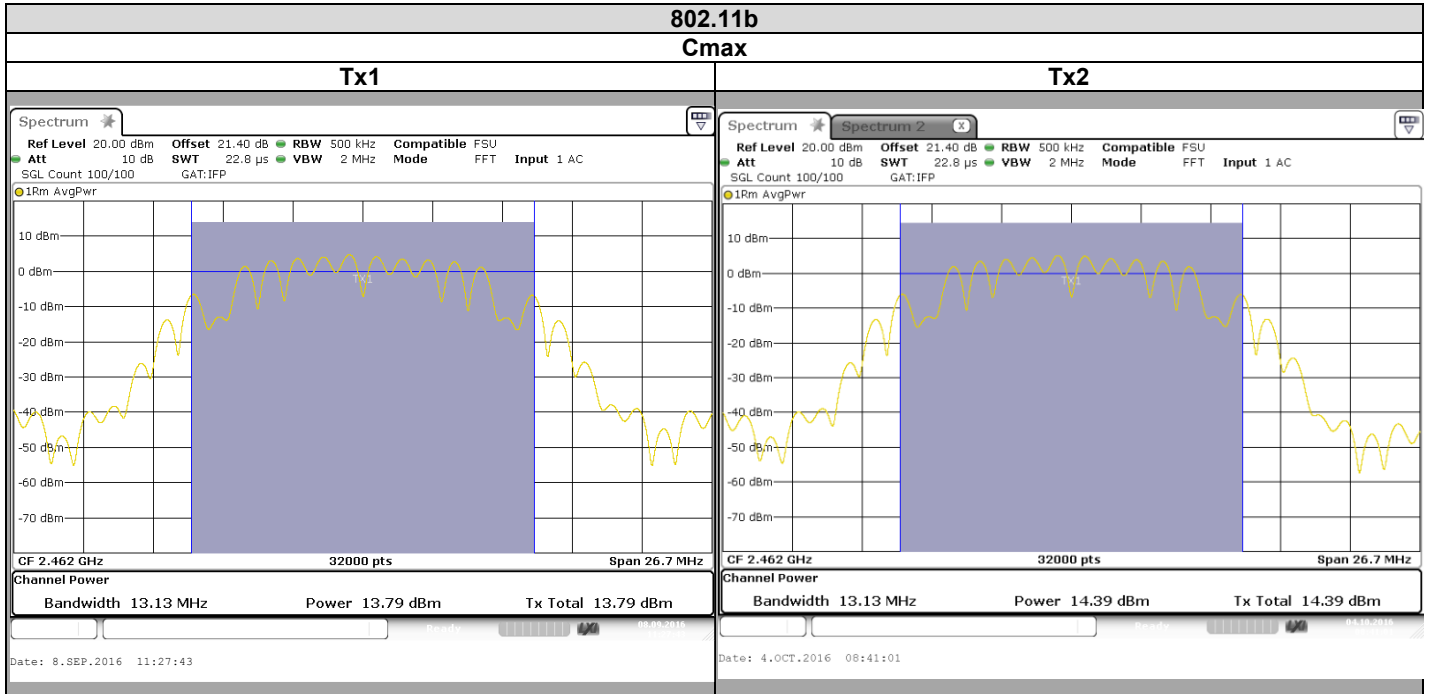 802.11b
Cmax
Tx1 Tx2
Spectrum
Ref Level 20.00 dBm Offset 21.40 dB RBW 500 kHz Compatible FSU
Att 10 dB SWT 22.8 µs VBW 2 MHz Mode FFT Input 1 AC
SGL Count 100/100 GAT:IFP
1Rm AvgPwr
10 dBm
0 dBm
Tx1
-10 dBm
-20 dBm
-30 dBm
-40 dBm
-50 dBm
-60 dBm
-70 dBm
CF 2.462 GHz 32000 pts Span 26.7 MHz
Channel Power
Bandwidth 13.13 MHz Power 13.79 dBm Tx Total 13.79 dBm
Ready 08.09.2016
Date: 8.SEP.2016 11:27:43
Spectrum Spectrum 2 X
Ref Level 20.00 dBm Offset 21.40 dB RBW 500 kHz Compatible FSU
Att 10 dB SWT 22.8 µs VBW 2 MHz Mode FFT Input 1 AC
SGL Count 100/100 GAT:IFP
1Rm AvgPwr
10 dBm
0 dBm
Tx1
-10 dBm
-20 dBm
-30 dBm
-40 dBm
-50 dBm
-60 dBm
-70 dBm
CF 2.462 GHz 32000 pts Span 26.7 MHz
Channel Power
Bandwidth 13.13 MHz Power 14.39 dBm Tx Total 14.39 dBm
Ready 04.10.2016
Date: 4.OCT.2016 08:41:01